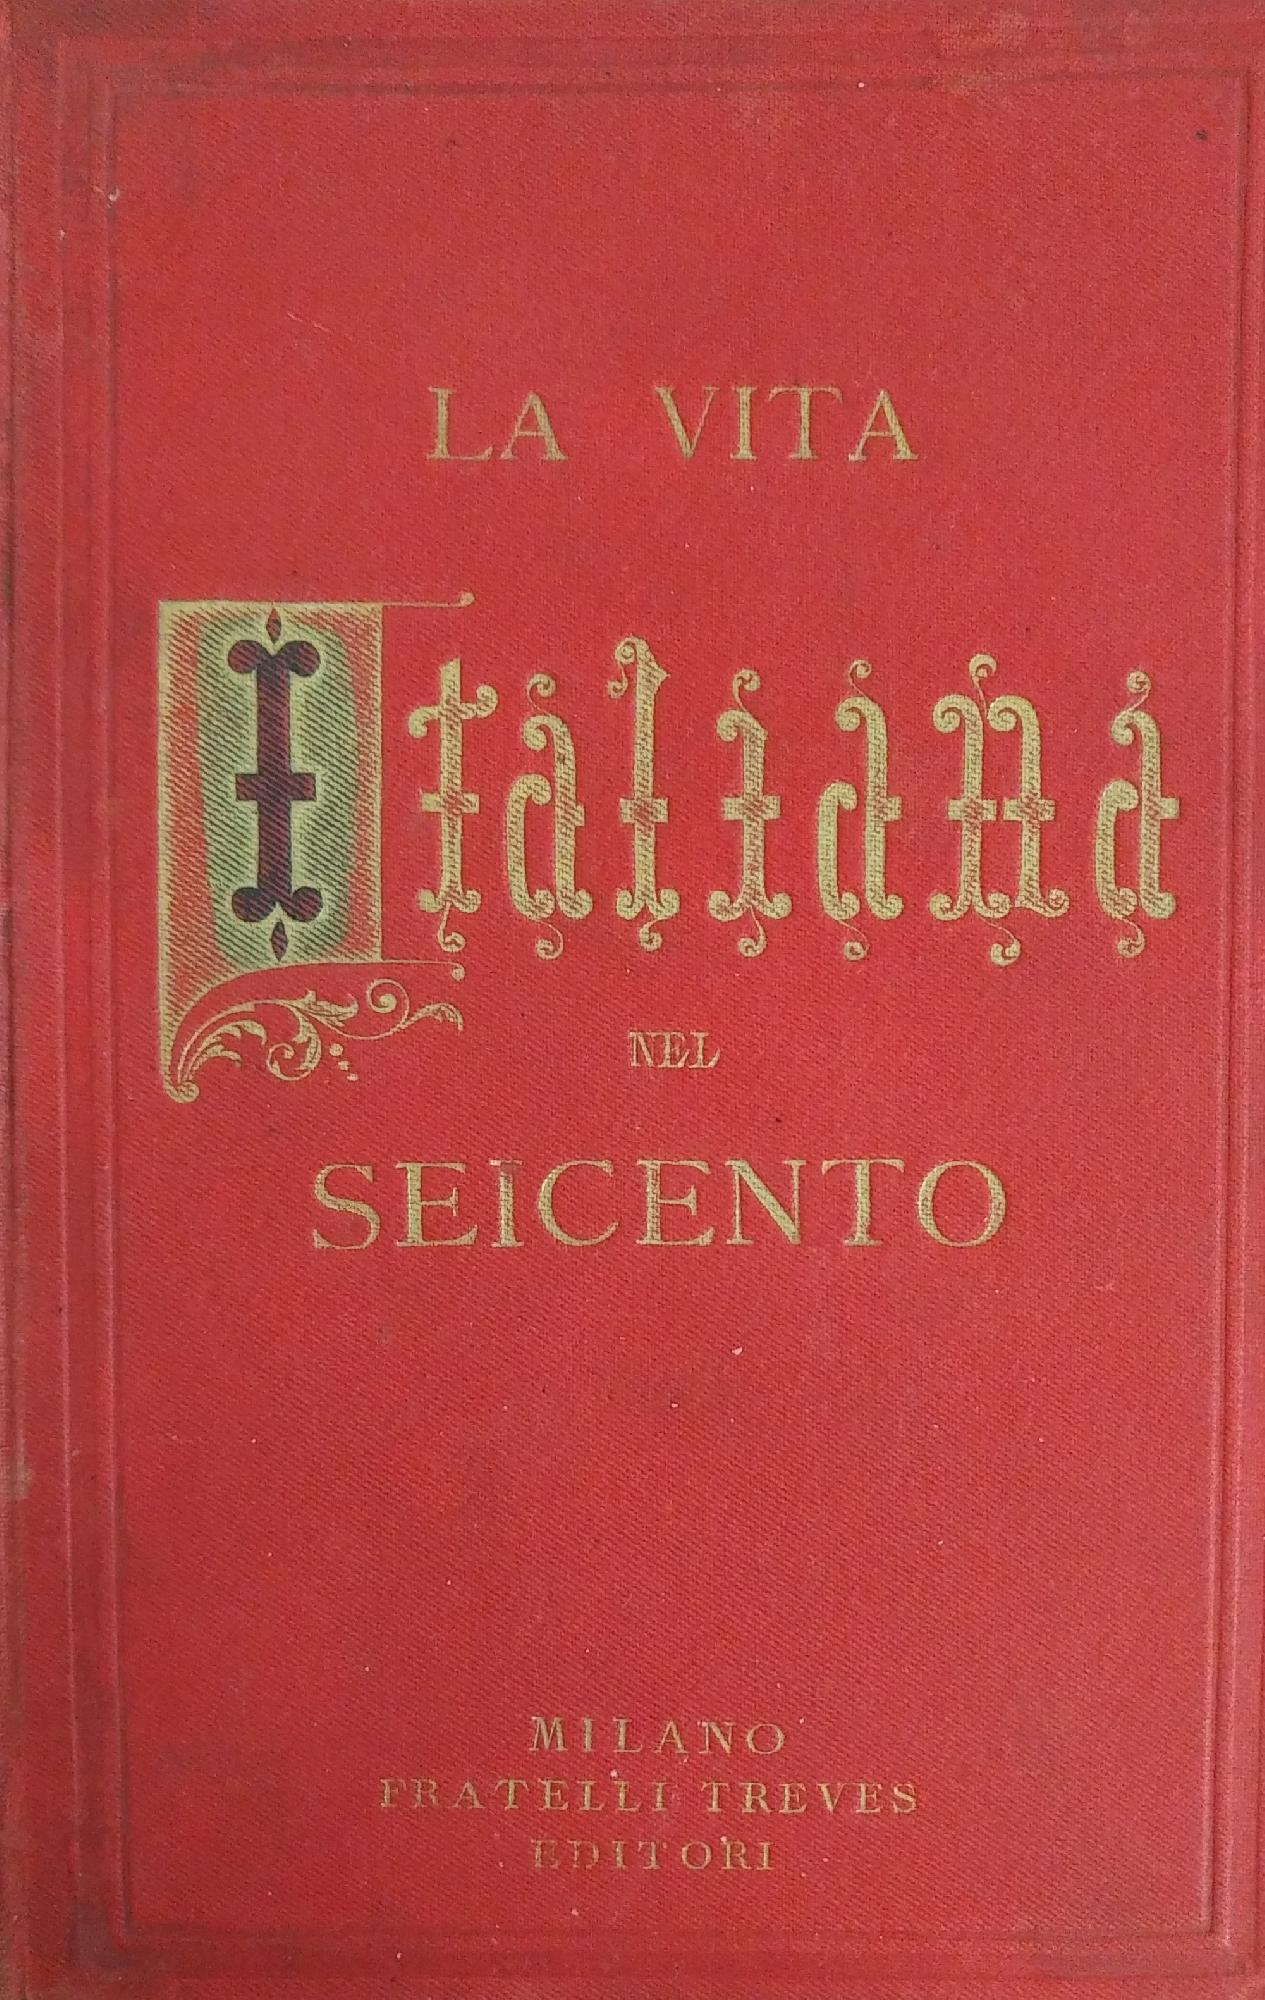 LA VITA
Italiana
NEL
SEICENTO
MILANO
FRATELLI TREVES
EDITORI